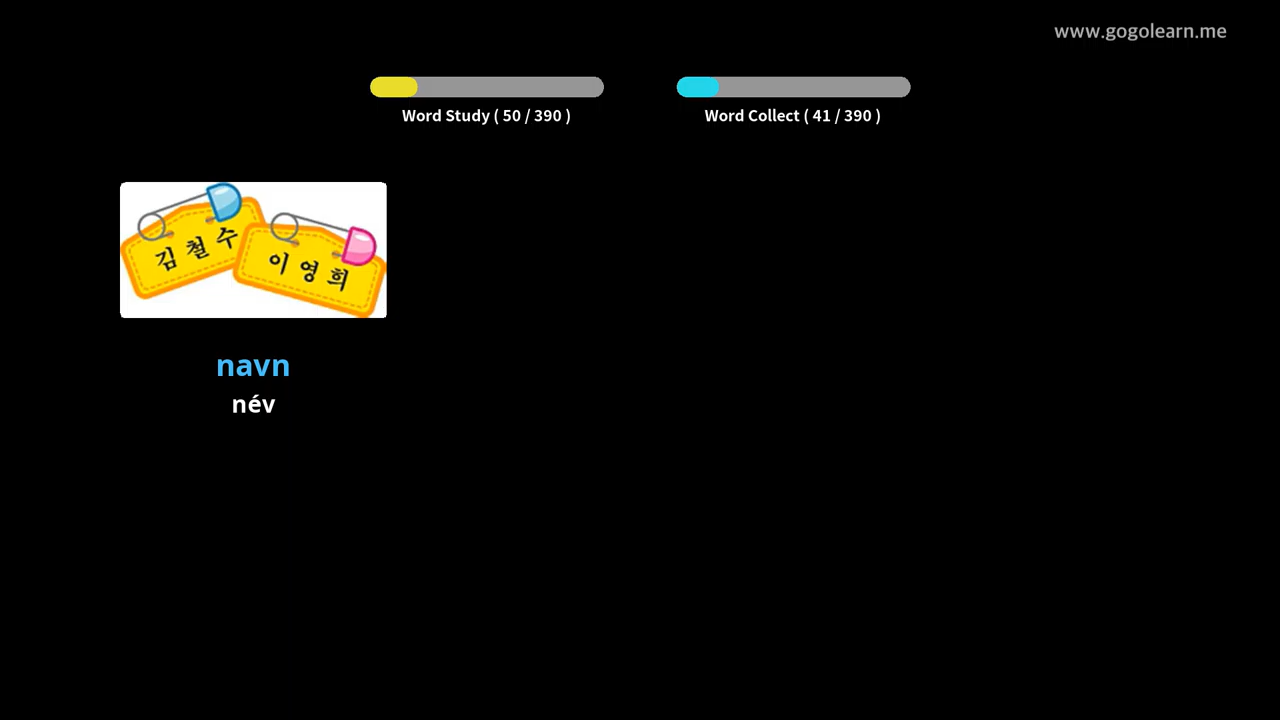 www.gogolearn.me
Word Study ( 50 / 390 )
Word Collect ( 41 / 390 )
김 철 수
이 영 희
navn
név